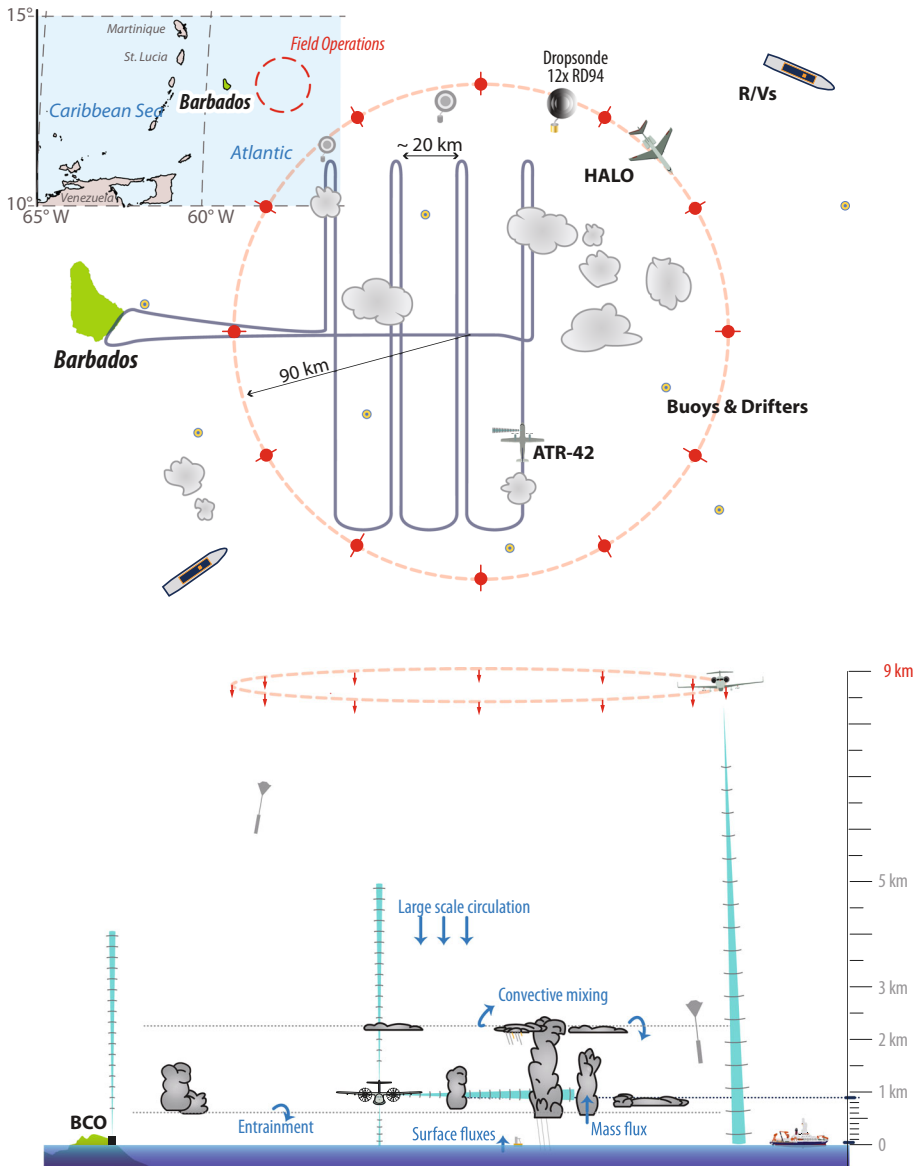 15°
Martinique
St. Lucia
Field Operations
Barbados
Caribbean Sea
Atlantic
Venezuela
10°
65° W
60° W
Dropsonde
12x RD94
R/Vs
~ 20 km
HALO
Barbados
90 km
Buoys & Drifters
ATR-42
9 km
5 km
Large scale circulation
3 km
Convective mixing
2 km
1 km
BCO
Entrainment
Surface fluxes
Mass flux
0